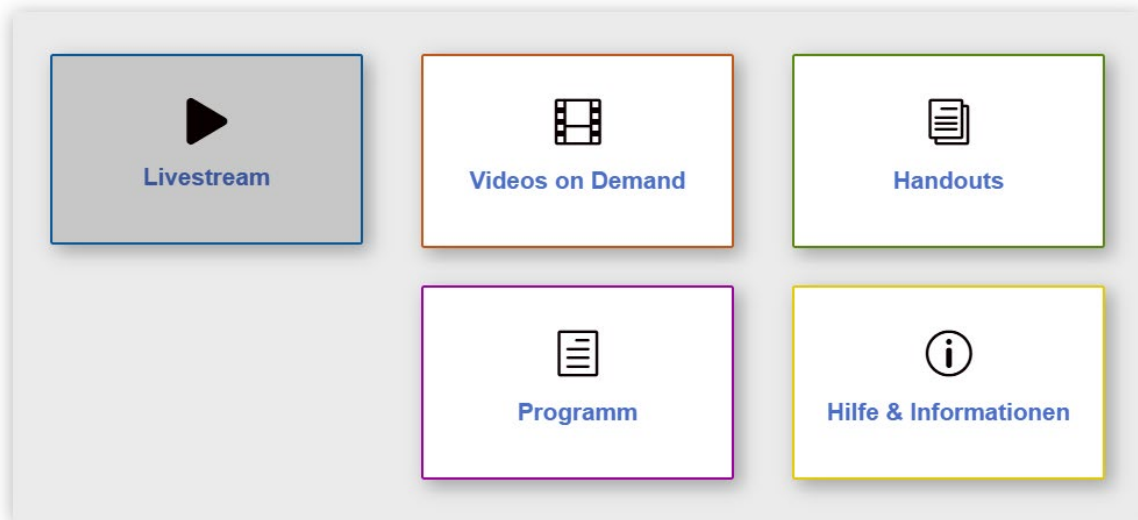 Livestream
Videos on Demand
Handouts
Programm
Hilfe & Informationen